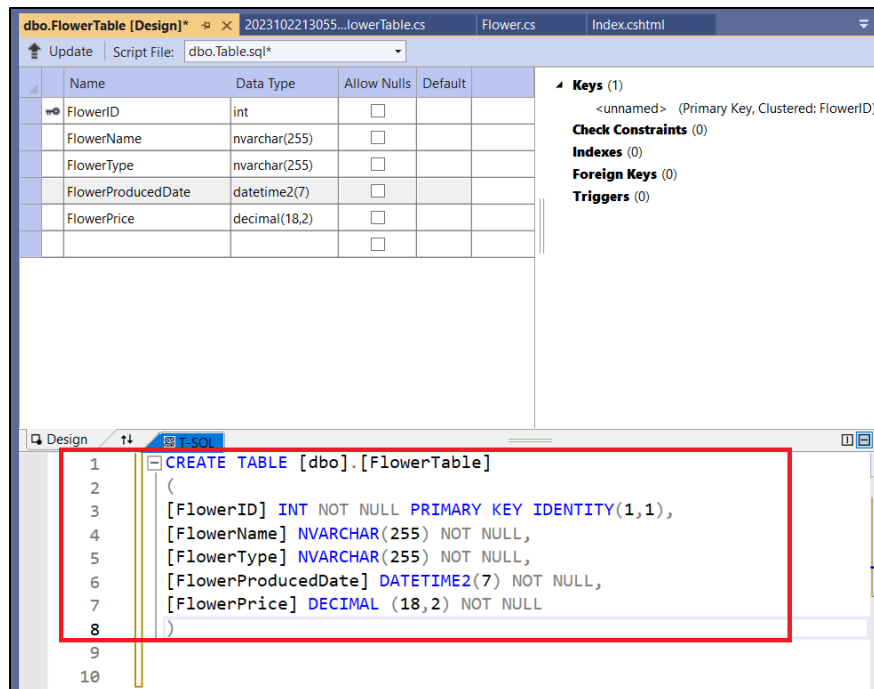 dbo.FlowerTable [Design]* 2023102213055...lowerTable.cs Flower.cs Index.cshtml
Update Script File: dbo.Table.sql*
Name Data Type Allow Nulls Default
FlowerID int
FlowerName nvarchar(255)
FlowerType nvarchar(255)
FlowerProducedDate datetime2(7)
FlowerPrice decimal(18,2)
Keys (1)
<unnamed> (Primary Key, Clustered: FlowerID)
Check Constraints (0)
Indexes (0)
Foreign Keys (0)
Triggers (0)
Design T-SQL
1 CREATE TABLE [dbo].[FlowerTable]
2 (
3 [FlowerID] INT NOT NULL PRIMARY KEY IDENTITY(1,1),
4 [FlowerName] NVARCHAR(255) NOT NULL,
5 [FlowerType] NVARCHAR(255) NOT NULL,
6 [FlowerProducedDate] DATETIME2(7) NOT NULL,
7 [FlowerPrice] DECIMAL (18,2) NOT NULL
8 )
9
10